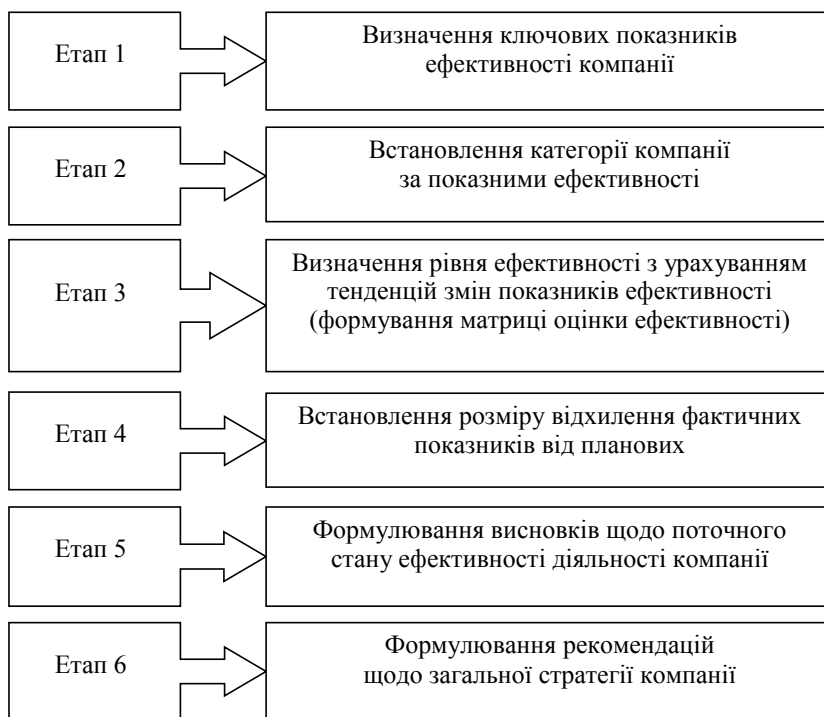 Етап 1
Визначення ключових показників
ефективності компанії
Етап 2
Встановлення категорії компанії
за показними ефективності
Етап 3
Визначення рівня ефективності з урахуванням
тенденцій змін показників ефективності
(формування матриці оцінки ефективності)
Етап 4
Встановлення розміру відхилення фактичних
показників від планових
Етап 5
Формулювання висновків щодо поточного
стану ефективності діяльності компанії
Етап 6
Формулювання рекомендацій
щодо загальної стратегії компанії